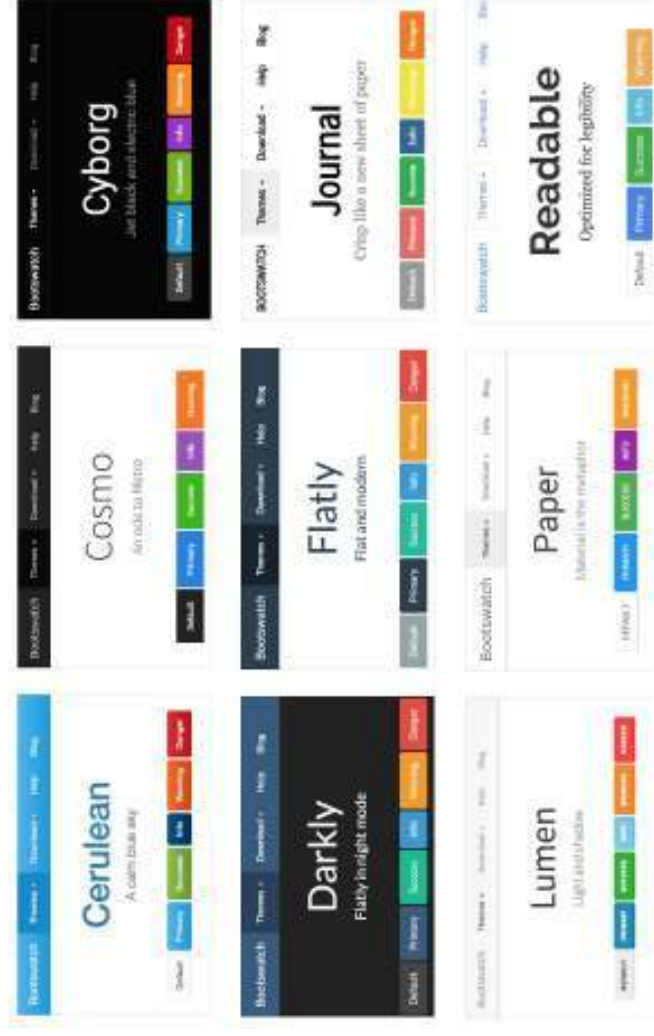 Bootswatch Themes Download Help Blog
Cerulean
A calm blue sky
Default Primary Success Info Warning Danger
Bootswatch Themes Download Help Blog
Cosmo
An ode to Metro
Default Primary Success Info Warning
Bootswatch Themes Download Help Blog
Cyborg
Jet black and electric blue
Default Primary Success Info Warning Danger
Bootswatch Themes Download Help Blog
Darkly
Flatly in night mode
Default Primary Success Info Warning Danger
Bootswatch Themes Download Help Blog
Flatly
Flat and modern
Default Primary Success Info Warning Danger
BOOTSWATCH Themes Download Help Blog
Journal
Crisp like a new sheet of paper
Default Primary Success Info Warning Danger
Bootswatch Themes Download Help Blog
Lumen
Light and shadow
Bootswatch Themes Download Help Blog
Paper
Material is the metaphor
DEFAULT PRIMARY SUCCESS INFO WARNING
Bootswatch Themes Download Help
Readable
Optimized for legibility
Default Primary Success Info Warning